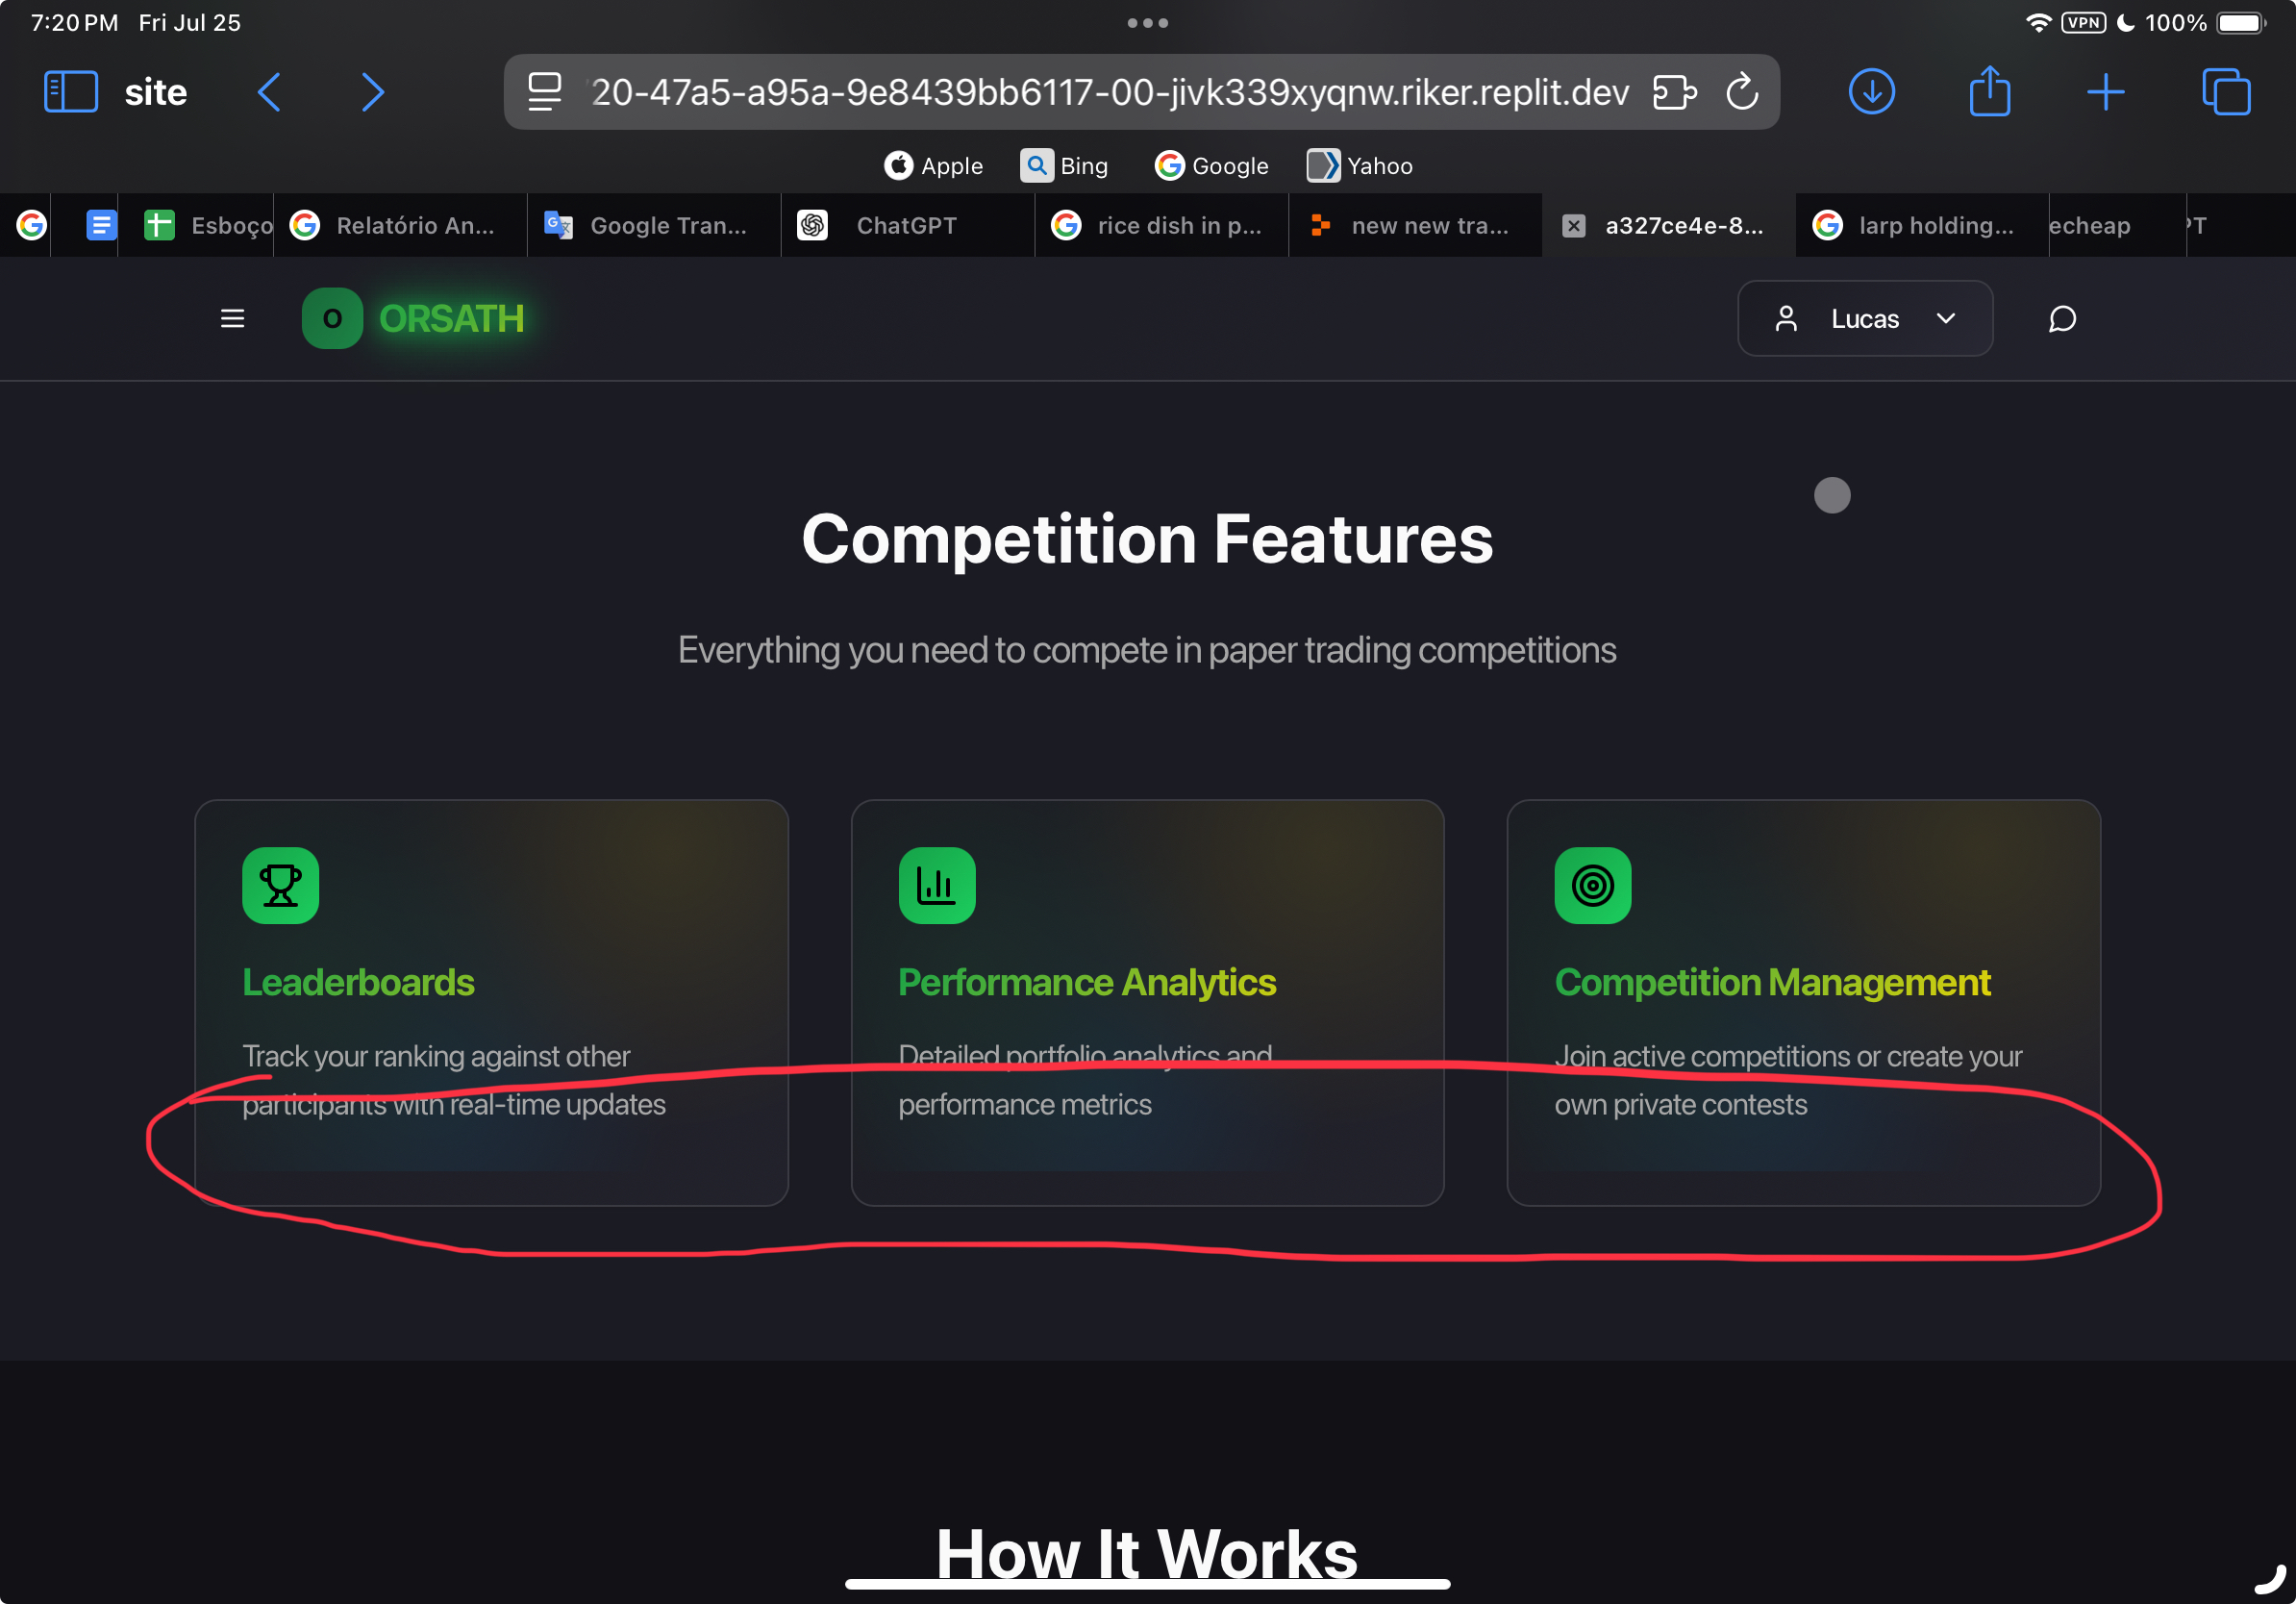 7:20 PM Fri Jul 25
VPN 100%
site
20-47a5-a95a-9e8439bb6117-00-jivk339xyqnw.riker.replit.dev
Apple Bing Google Yahoo
Esboço Relatório An... Google Tran... ChatGPT rice dish in p... new new tra... a327ce4e-8... larp holding... echeap T
O ORSATH
Lucas
Competition Features
Everything you need to compete in paper trading competitions
Leaderboards
Track your ranking against other
participants with real-time updates
Performance Analytics
Detailed portfolio analytics and
performance metrics
Competition Management
Join active competitions or create your
own private contests
How It Works